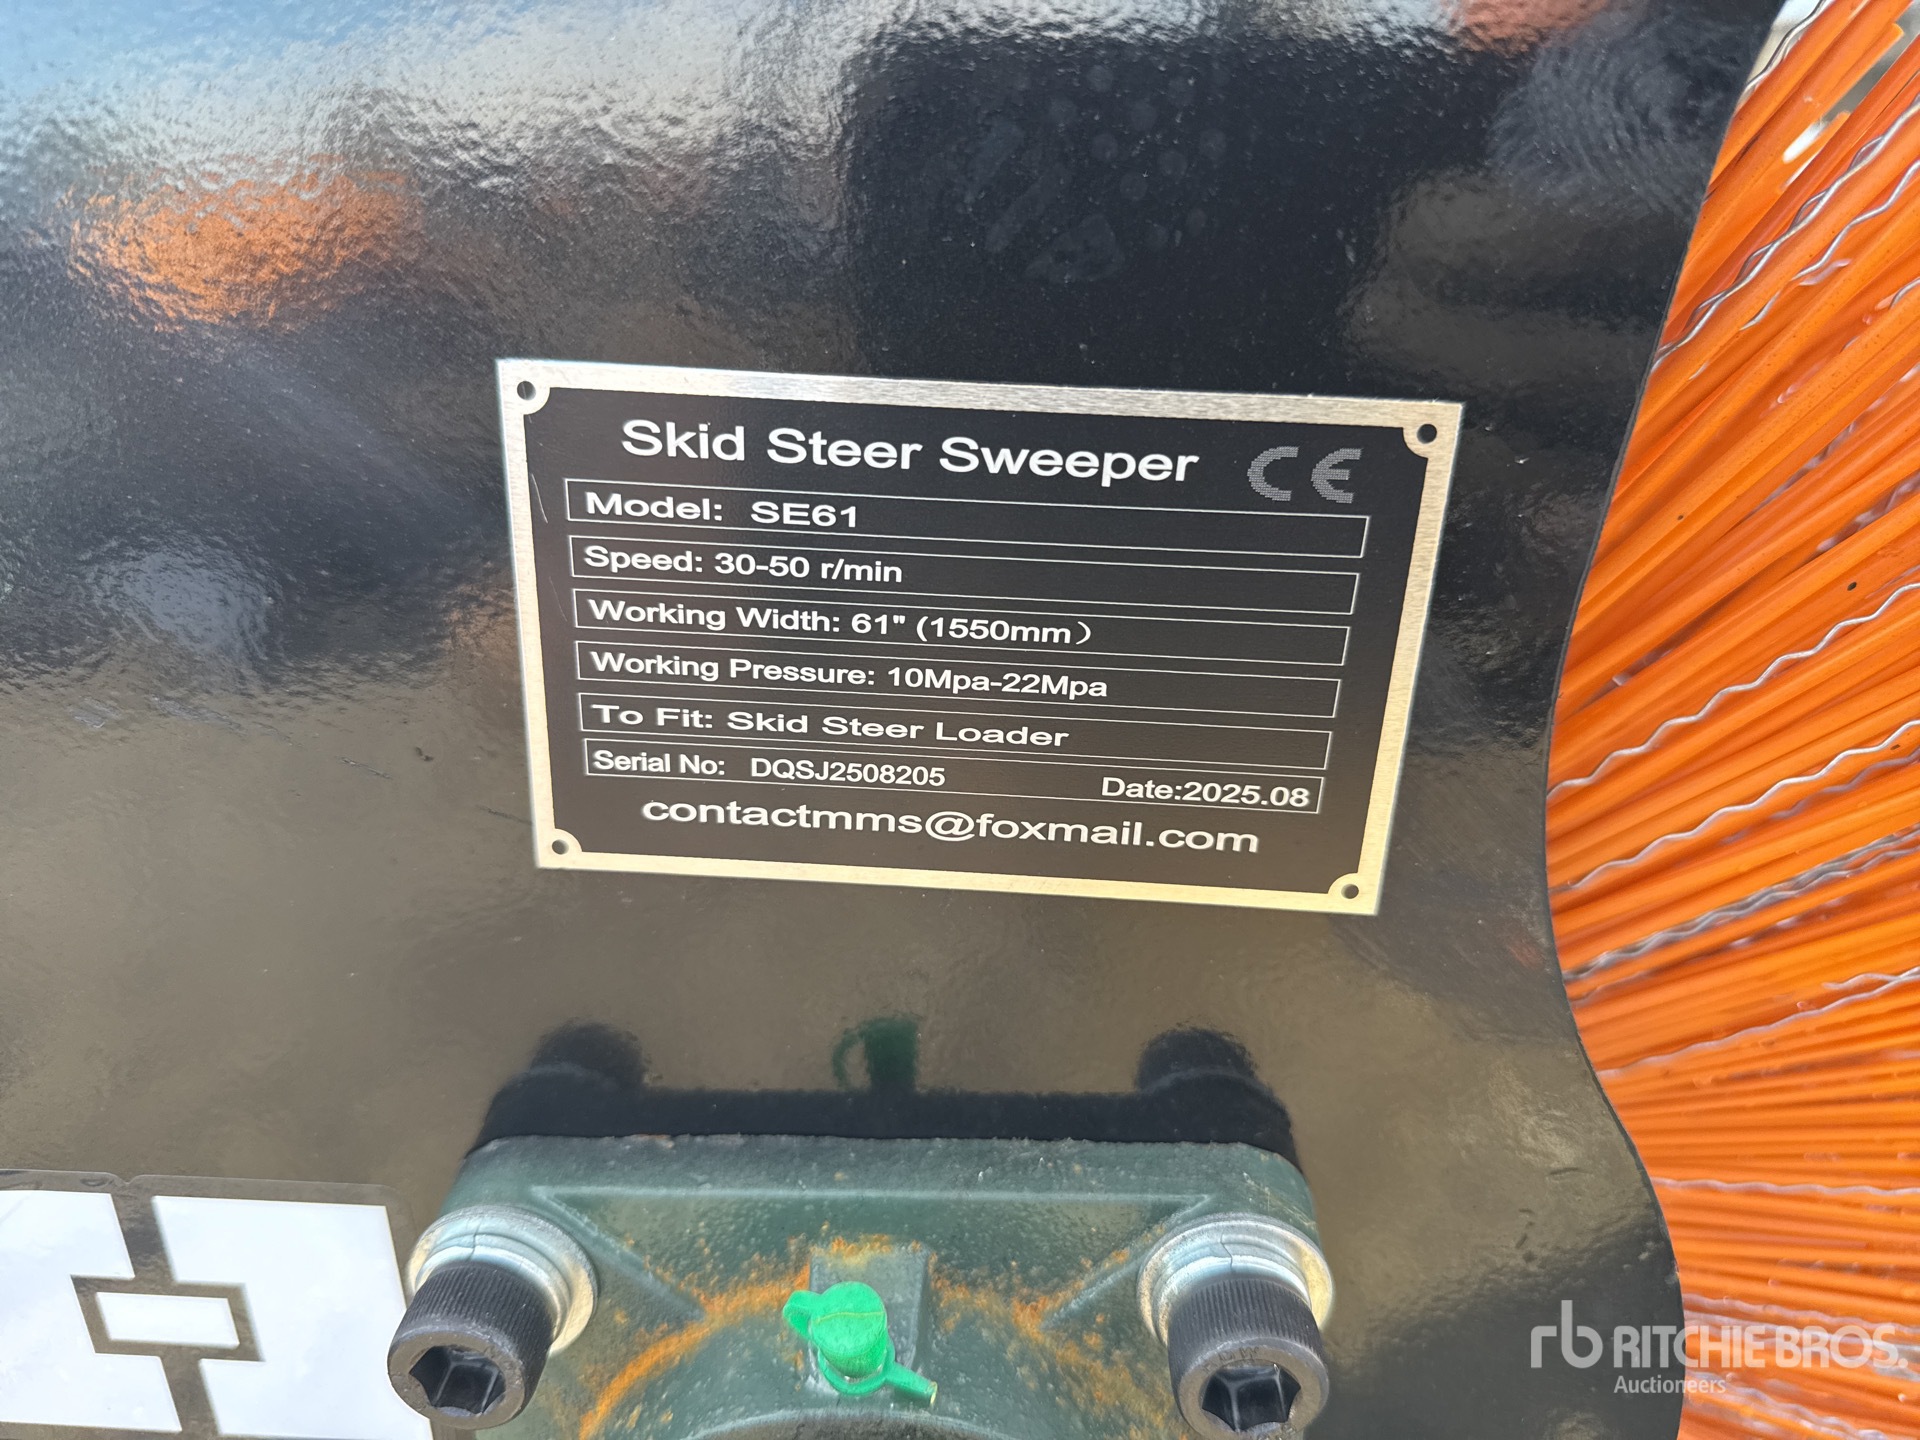 Skid Steer Sweeper CE
Model: SE61
Speed: 30-50 r/min
Working Width: 61" (1550mm）
Working Pressure: 10Mpa-22Mpa
To Fit: Skid Steer Loader
Serial No: DQSJ2508205 Date:2025.08
contactmms@foxmail.com
rb RITCHIE BROS.
Auctioneers